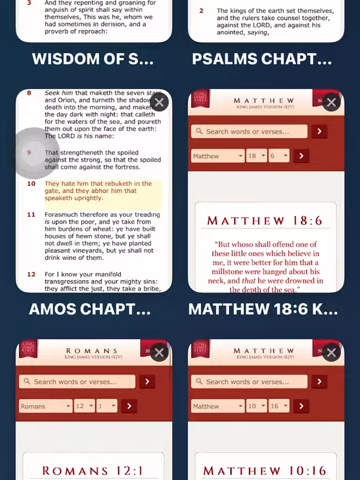 3 And they repenting and groaning for
anguish of spirit shall say within
themselves, This was he, whom we
had sometimes in derision, and a
proverb of reproach:
WISDOM OF S...
2 The kings of the earth set themselves,
and the rulers take counsel together,
against the LORD, and against his
anointed, saying,
PSALMS CHAPT...
8 Seek him that maketh the seven star
and Orion, and turneth the shadow
death into the morning, and maket
the day dark with night: that calleth
for the waters of the sea, and poureth
them out upon the face of the earth:
The LORD is his name:
9 That strengtheneth the spoiled
against the strong, so that the spoiled
shall come against the fortress.
10 They hate him that rebuketh in the
gate, and they abhor him that
speaketh uprightly.
11 Forasmuch therefore as your treading
is upon the poor, and ye take from
him burdens of wheat: ye have built
houses of hewn stone, but ye shall
not dwell in them; ye have planted
pleasant vineyards, but ye shall not
drink wine of them.
12 For I know your manifold
transgressions and your mighty sins:
they afflict the just, they take a bribe,
AMOS CHAPT...
MATTHEW
KING JAMES VERSION (KJV)
Search words or verses...
Matthew 18 6
MATTHEW 18:6
"But whoso shall offend one of
these little ones which believe in
me, it were better for him that a
millstone were hanged about his
neck, and that he were drowned in
the depth of the sea."
MATTHEW 18:6 K...
ROMANS
KING JAMES VERSION (KJV)
Search words or verses...
Romans 12 1
ROMANS 12:1
MATTHEW
KING JAMES VERSION (KJV)
Search words or verses...
Matthew 10 16
MATTHEW 10:16